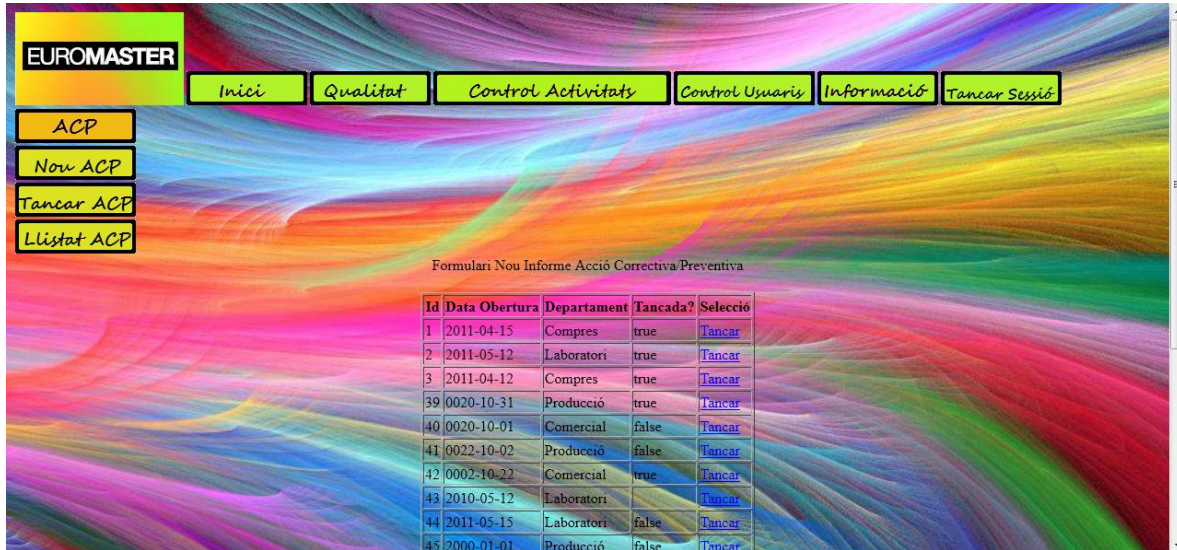 EUROMASTER
Inici Qualitat Control Activitats Control Usuaris Informació Tancar Sessió
ACP
Nou ACP
Tancar ACP
Llistat ACP
Formulari Nou Informe Acció Correctiva/Preventiva
Id Data Obertura Departament Tancada? Selecció
1 2011-04-15 Compres true Tancar
2 2011-05-12 Laboratori true Tancar
3 2011-04-12 Compres true Tancar
39 0020-10-31 Producció true Tancar
40 0020-10-01 Comercial false Tancar
41 0022-10-02 Producció false Tancar
42 0002-10-22 Comercial true Tancar
43 2010-05-12 Laboratori Tancar
44 2011-05-15 Laboratori false Tancar
45 2000-01-01 Producció false Tancar